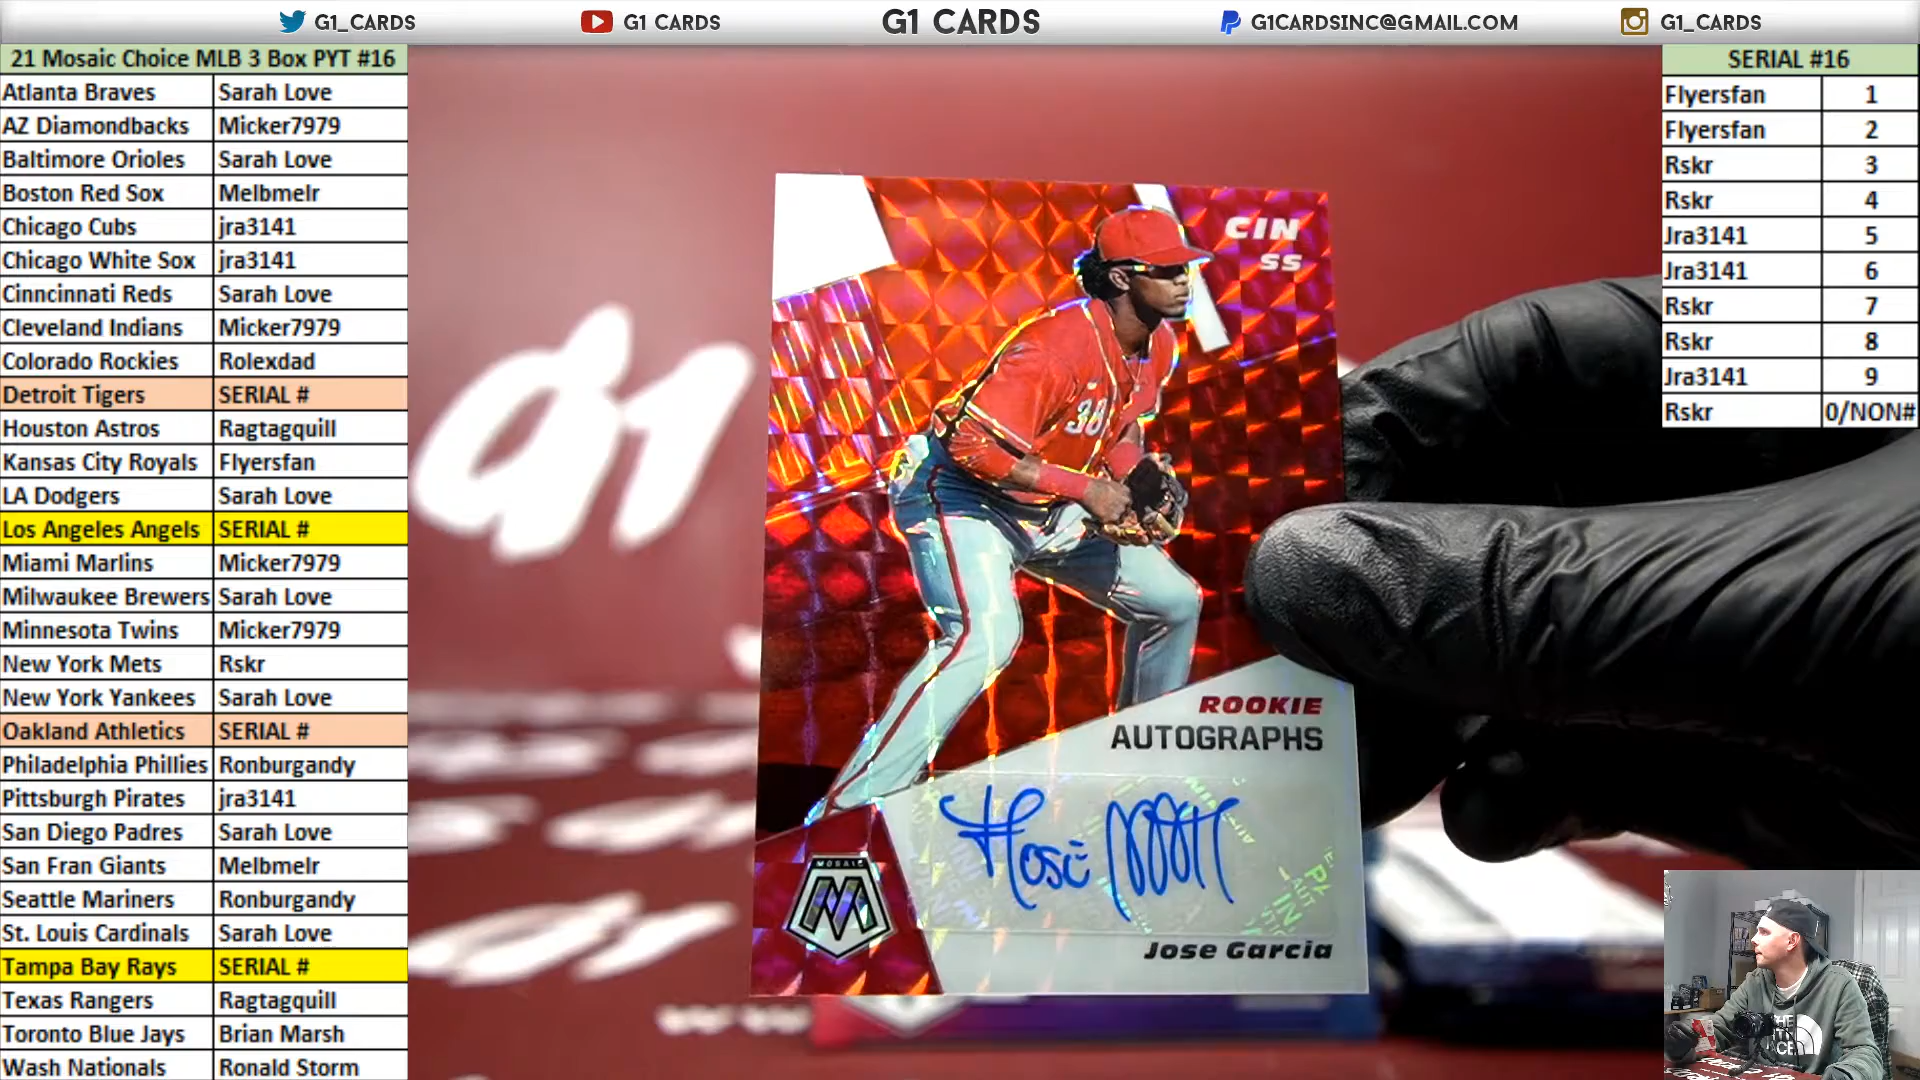 G1_CARDS
G1 CARDS
G1 CARDS
G1CARDSINC@GMAIL.COM
G1_CARDS
21 Mosaic Choice MLB 3 Box PYT #16
Atlanta Braves Sarah Love
AZ Diamondbacks Micker7979
Baltimore Orioles Sarah Love
Boston Red Sox Melbmelr
Chicago Cubs jra3141
Chicago White Sox jra3141
Cinncinnati Reds Sarah Love
Cleveland Indians Micker7979
Colorado Rockies Rolexdad
Detroit Tigers SERIAL #
Houston Astros Ragtagquill
Kansas City Royals Flyersfan
LA Dodgers Sarah Love
Los Angeles Angels SERIAL #
Miami Marlins Micker7979
Milwaukee Brewers Sarah Love
Minnesota Twins Micker7979
New York Mets Rskr
New York Yankees Sarah Love
Oakland Athletics SERIAL #
Philadelphia Phillies Ronburgandy
Pittsburgh Pirates jra3141
San Diego Padres Sarah Love
San Fran Giants Melbmelr
Seattle Mariners Ronburgandy
St. Louis Cardinals Sarah Love
Tampa Bay Rays SERIAL #
Texas Rangers Ragtagquill
Toronto Blue Jays Brian Marsh
Wash Nationals Ronald Storm
G1
CIN
SS
38
ROOKIE
AUTOGRAPHS
Jose
MOSAIC
M
Jose Garcia
SERIAL #16
Flyersfan 1
Flyersfan 2
Rskr 3
Rskr 4
Jra3141 5
Jra3141 6
Rskr 7
Rskr 8
Jra3141 9
Rskr 0/NON#